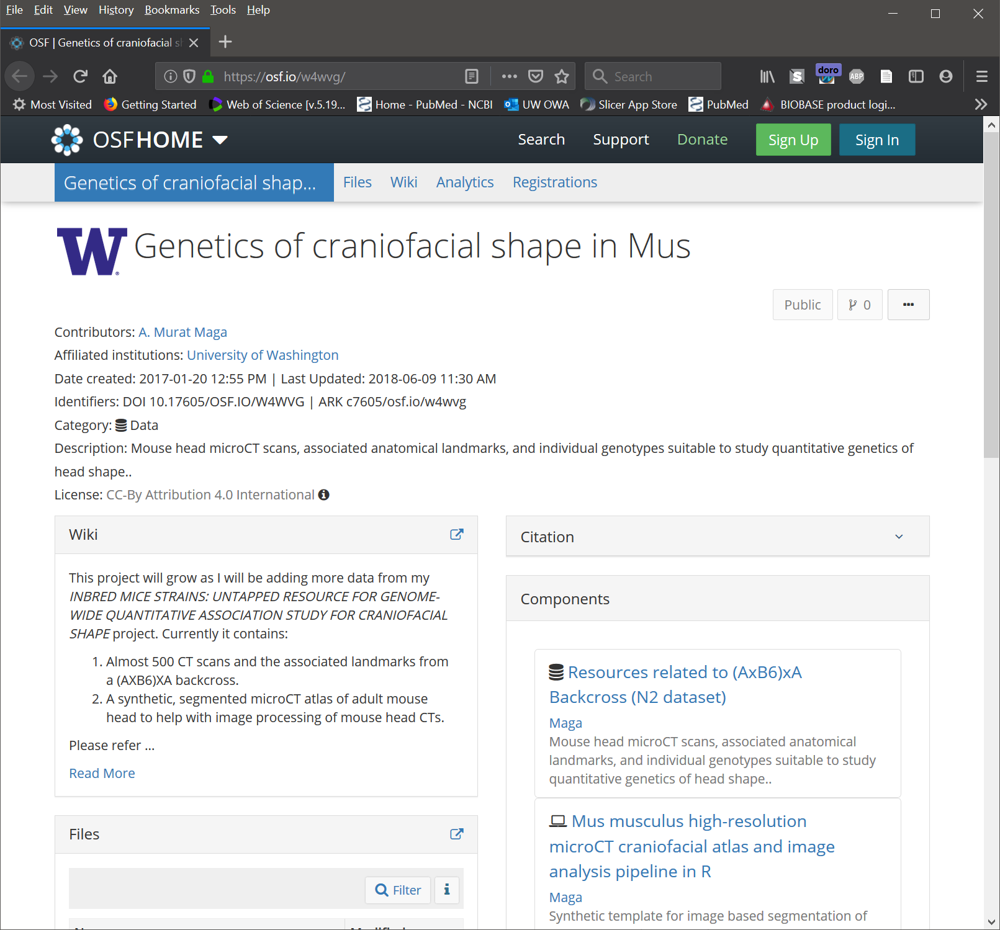 File Edit View History Bookmarks Tools Help
OSF | Genetics of craniofacial
https://osf.io/w4wvg/
Search
doro
S
ABP
Most Visited Getting Started Web of Science [v.5.19... Home - PubMed - NCBI UW OWA Slicer App Store PubMed BIOBASE product logi...
OSFHOME Search Support Donate Sign Up Sign In
Genetics of craniofacial shap... Files Wiki Analytics Registrations
W Genetics of craniofacial shape in Mus
Public 0
Contributors: A. Murat Maga
Affiliated institutions: University of Washington
Date created: 2017-01-20 12:55 PM | Last Updated: 2018-06-09 11:30 AM
Identifiers: DOI 10.17605/OSF.IO/W4WVG | ARK c7605/osf.io/w4wvg
Category: Data
Description: Mouse head microCT scans, associated anatomical landmarks, and individual genotypes suitable to study quantitative genetics of
head shape..
License: CC-By Attribution 4.0 International
Wiki
This project will grow as I will be adding more data from my
INBRED MICE STRAINS: UNTAPPED RESOURCE FOR GENOME-
WIDE QUANTITATIVE ASSOCIATION STUDY FOR CRANIOFACIAL
SHAPE project. Currently it contains:
1. Almost 500 CT scans and the associated landmarks from
a (AXB6)XA backcross.
2. A synthetic, segmented microCT atlas of adult mouse
head to help with image processing of mouse head CTs.
Please refer ...
Read More
Files
Filter
Citation
Components
Resources related to (AxB6)xA
Backcross (N2 dataset)
Maga
Mouse head microCT scans, associated anatomical
landmarks, and individual genotypes suitable to study
quantitative genetics of head shape..
Mus musculus high-resolution
microCT craniofacial atlas and image
analysis pipeline in R
Maga
Synthetic template for image based segmentation of